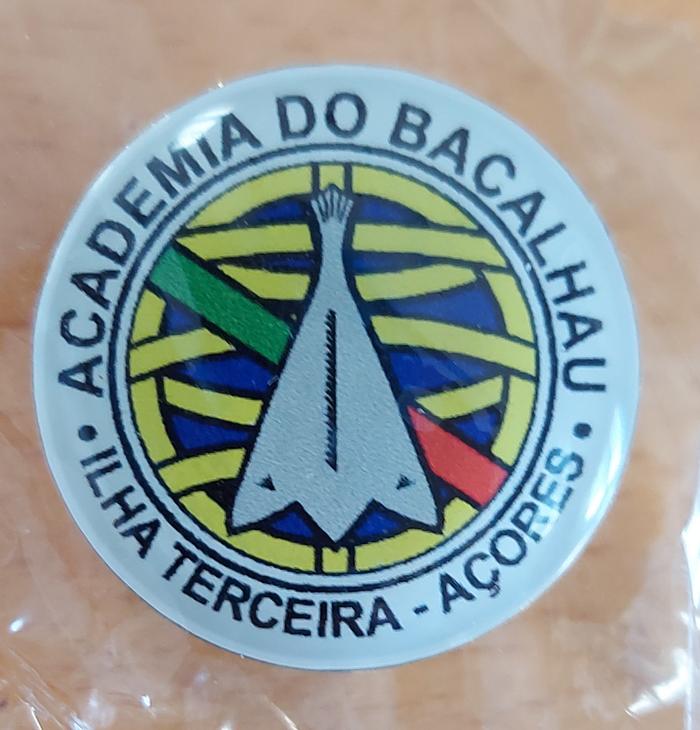 ACADEMIA DO BACALHAU
• ILHA TERCEIRA - AÇORES •